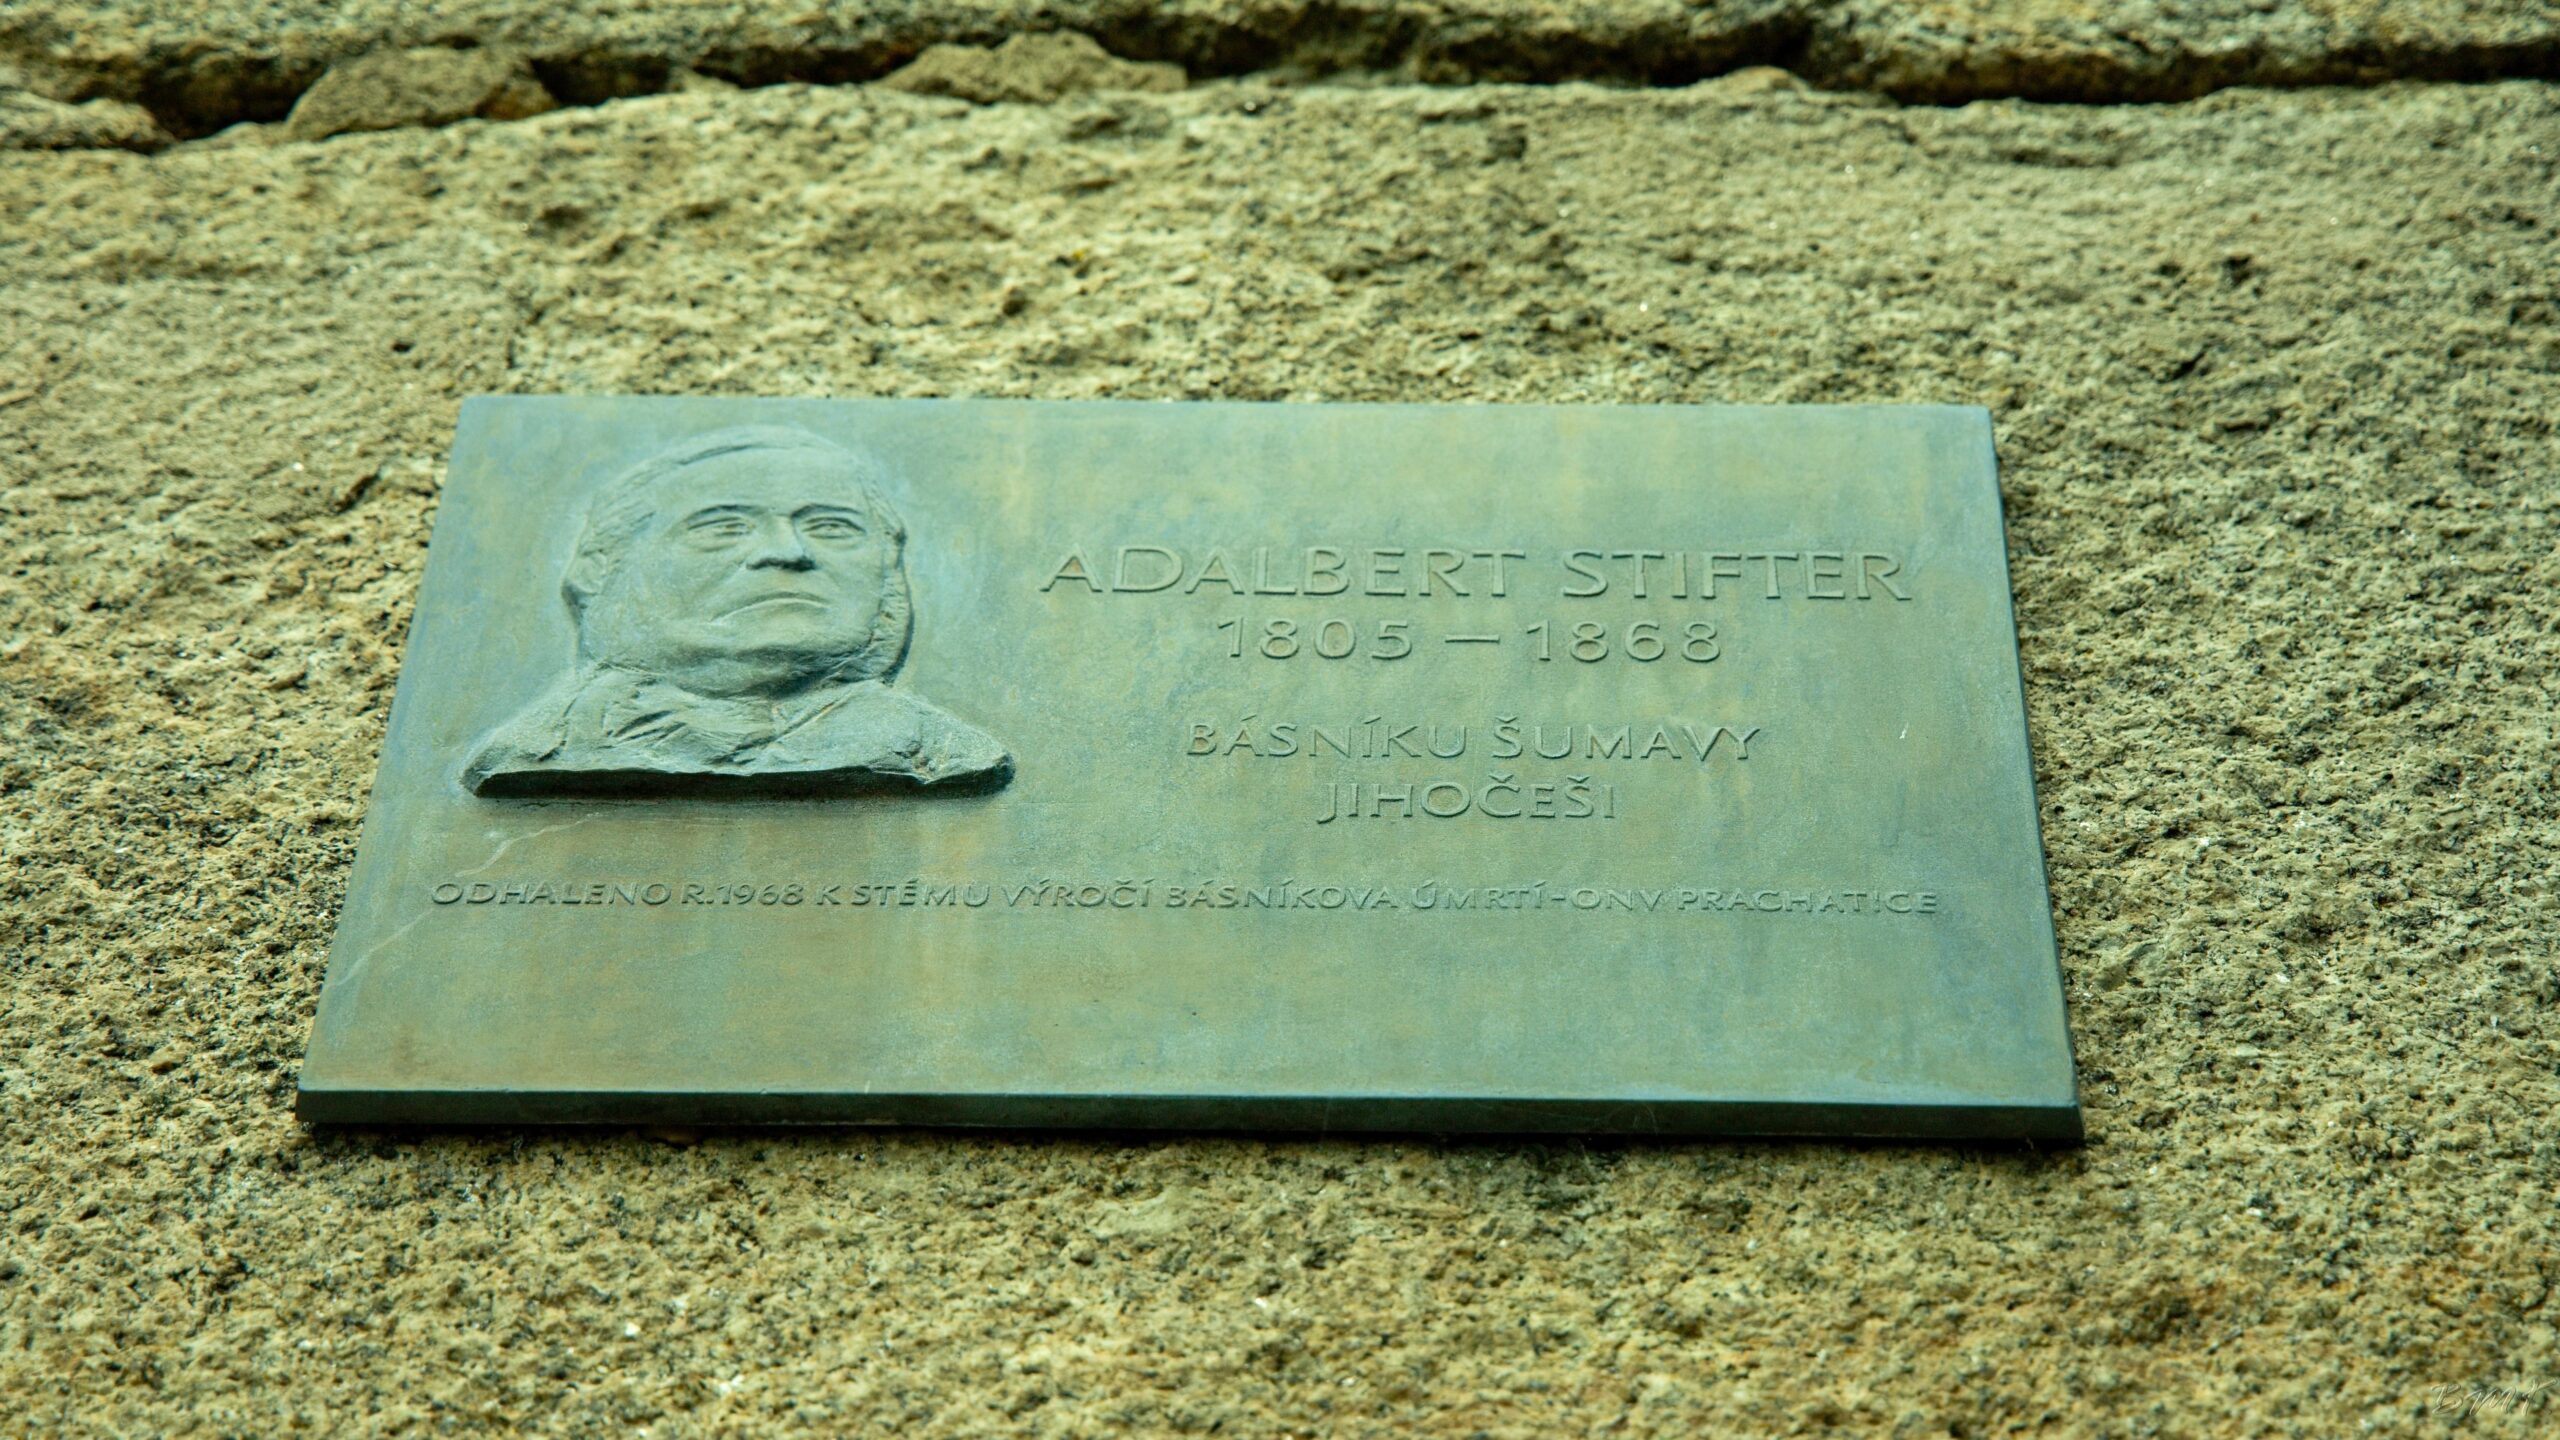 ADALBERT STIFTER
1805 — 1868
BÁSNÍKU ŠUMAVY
JIHOČEŠI
ODHALENO R.1968 K STÉMU VÝROČÍ BÁSNÍKOVA ÚMRTÍ-ONV PRACHATICE